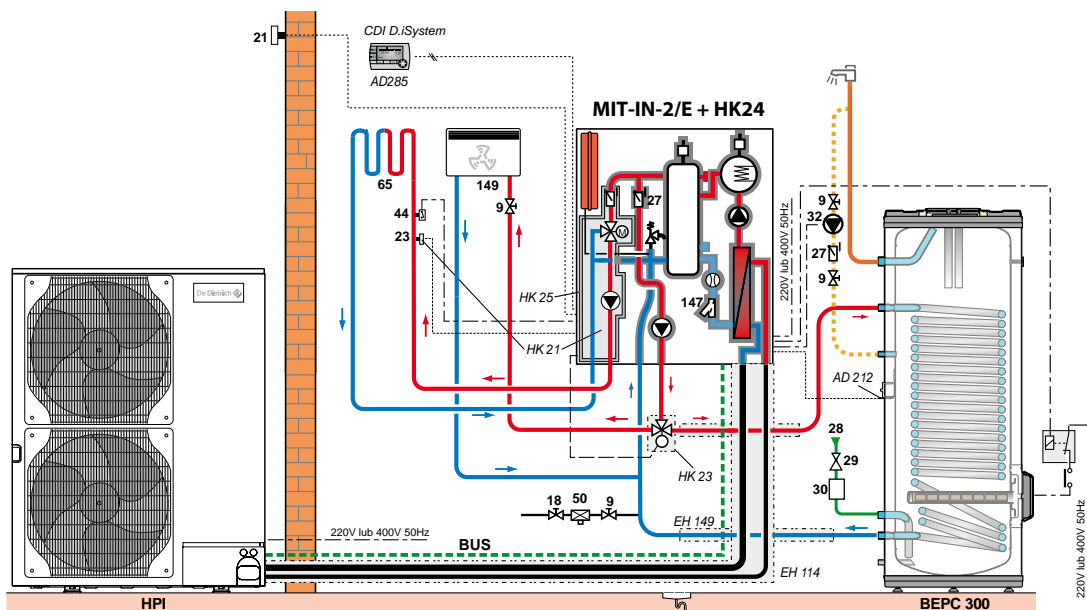 21
CDI D.iSystem
AD285
MIT-IN-2/E + HK24
65
149
9
44
23
27
M
147
HK 25
HK 21
220V lub 400V 50Hz
9
32
27
9
De Dietrich
AD 212
28
29
30
HK 23
18
50
9
EH 149
220V lub 400V 50Hz
BUS
EH 114
220V lub 400V 50Hz
HPI
BEPC 300